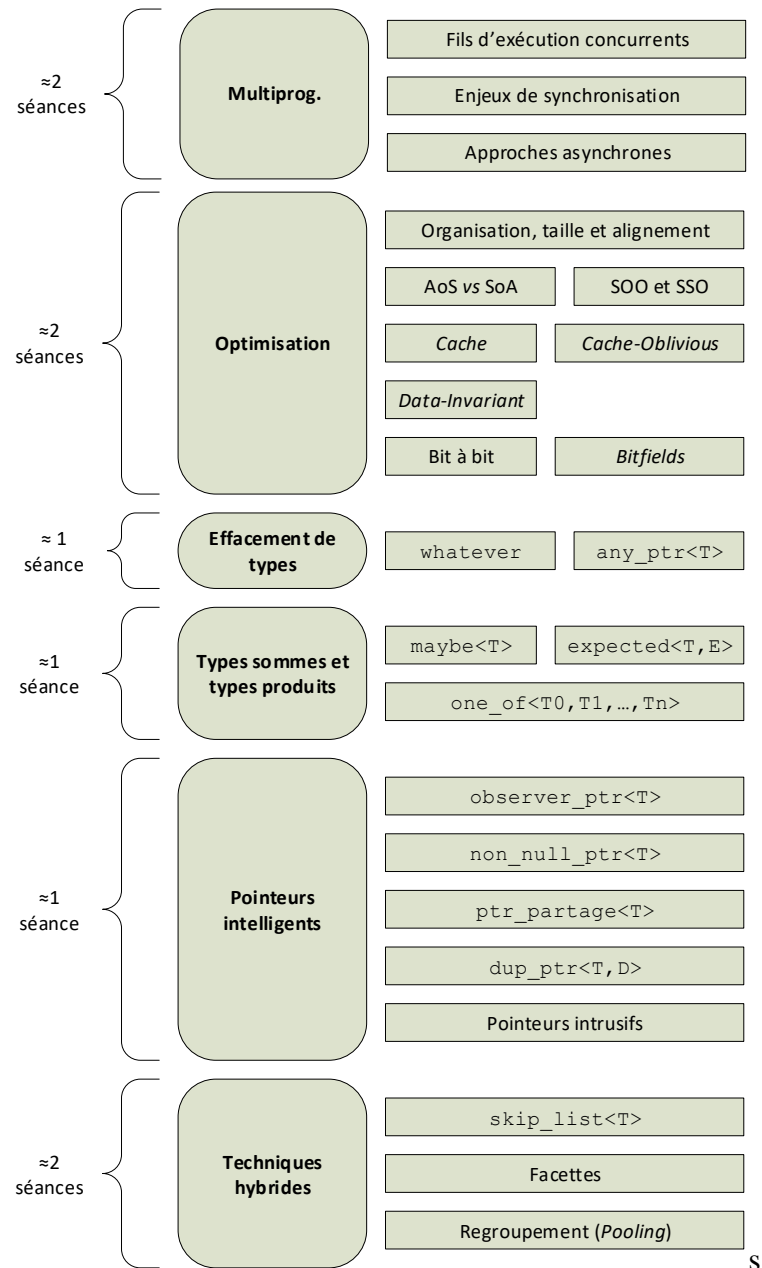 ≈2
séances
Multiprog.
Fils d’exécution concurrents
Enjeux de synchronisation
Approches asynchrones
≈2
séances
Optimisation
Organisation, taille et alignement
AoS vs SoA
SOO et SSO
Cache
Cache-Oblivious
Data-Invariant
Bit à bit
Bitfields
≈ 1
séance
Effacement de
types
whatever
any_ptr<T>
≈1
séance
Types sommes et
types produits
maybe<T>
expected<T,E>
one_of<T0,T1,…,Tn>
≈1
séance
Pointeurs
intelligents
observer_ptr<T>
non_null_ptr<T>
ptr_partage<T>
dup_ptr<T,D>
Pointeurs intrusifs
≈2
séances
Techniques
hybrides
skip_list<T>
Facettes
Regroupement (Pooling)
s